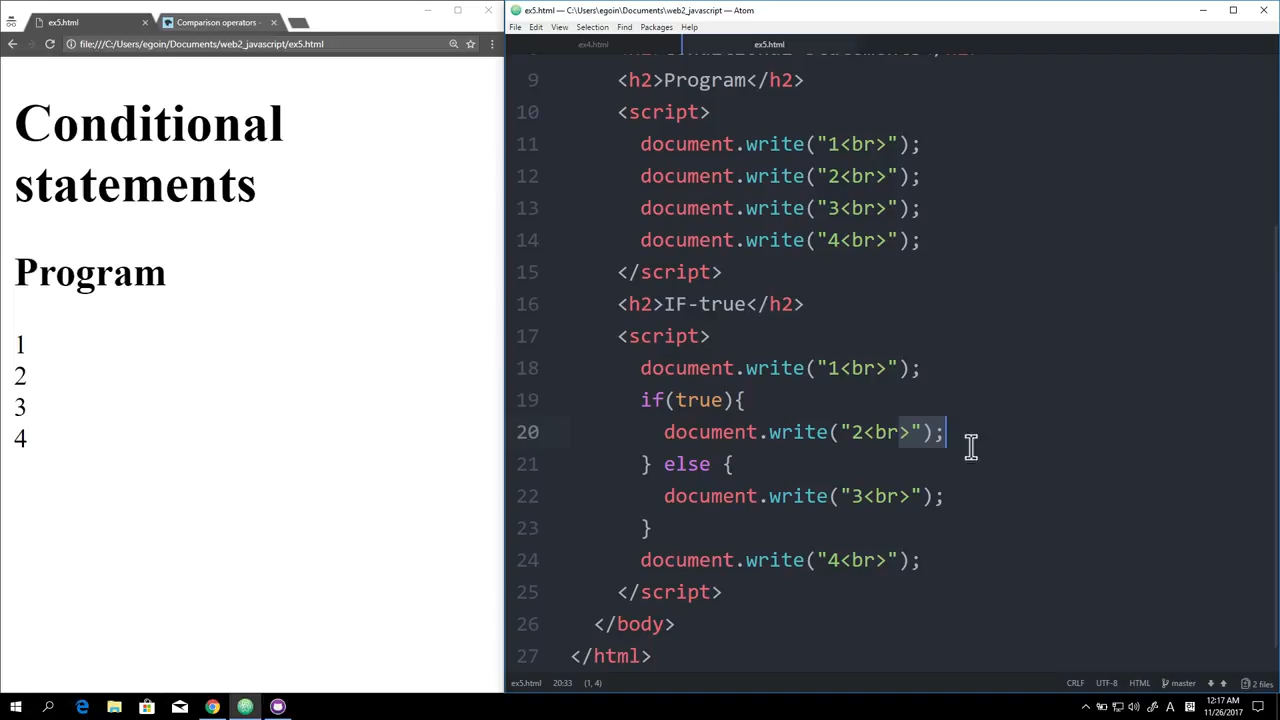 ex5.html
Comparison operators -
file:///C:/Users/egoin/Documents/web2_javascript/ex5.html
Conditional
statements
Program
1
2
3
4
ex5.html — C:\Users\egoin\Documents\web2_javascript — Atom
File Edit View Selection Find Packages Help
ex4.html
ex5.html
9 <h2>Program</h2>
10 <script>
11 document.write("1<br>");
12 document.write("2<br>");
13 document.write("3<br>");
14 document.write("4<br>");
15 </script>
16 <h2>IF-true</h2>
17 <script>
18 document.write("1<br>");
19 if(true){
20 document.write("2<br>");
21 } else {
22 document.write("3<br>");
23 }
24 document.write("4<br>");
25 </script>
26 </body>
27 </html>
ex5.html 20:33 (1, 4) CRLF UTF-8 HTML master 2 files
A 12:17 AM
11/26/2017